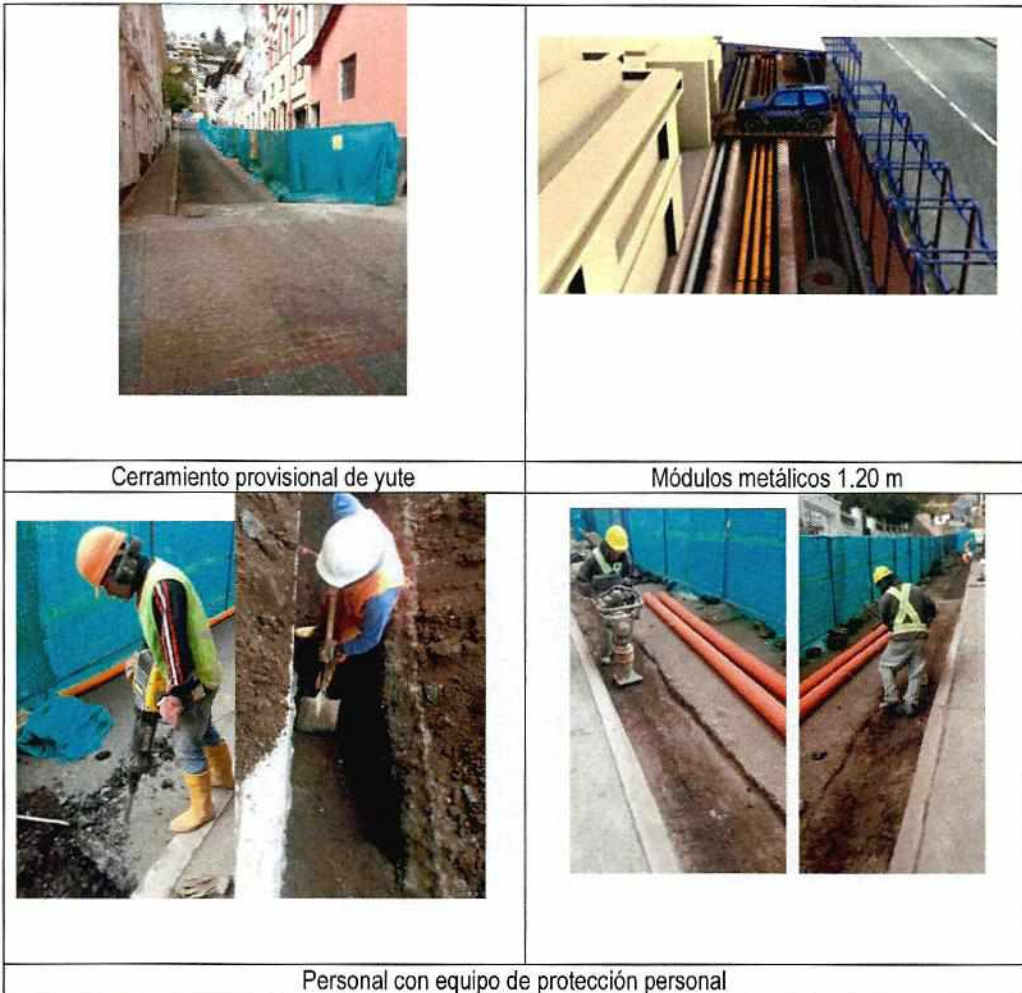 Cerramiento provisional de yute
Módulos metálicos 1.20 m
Personal con equipo de protección personal